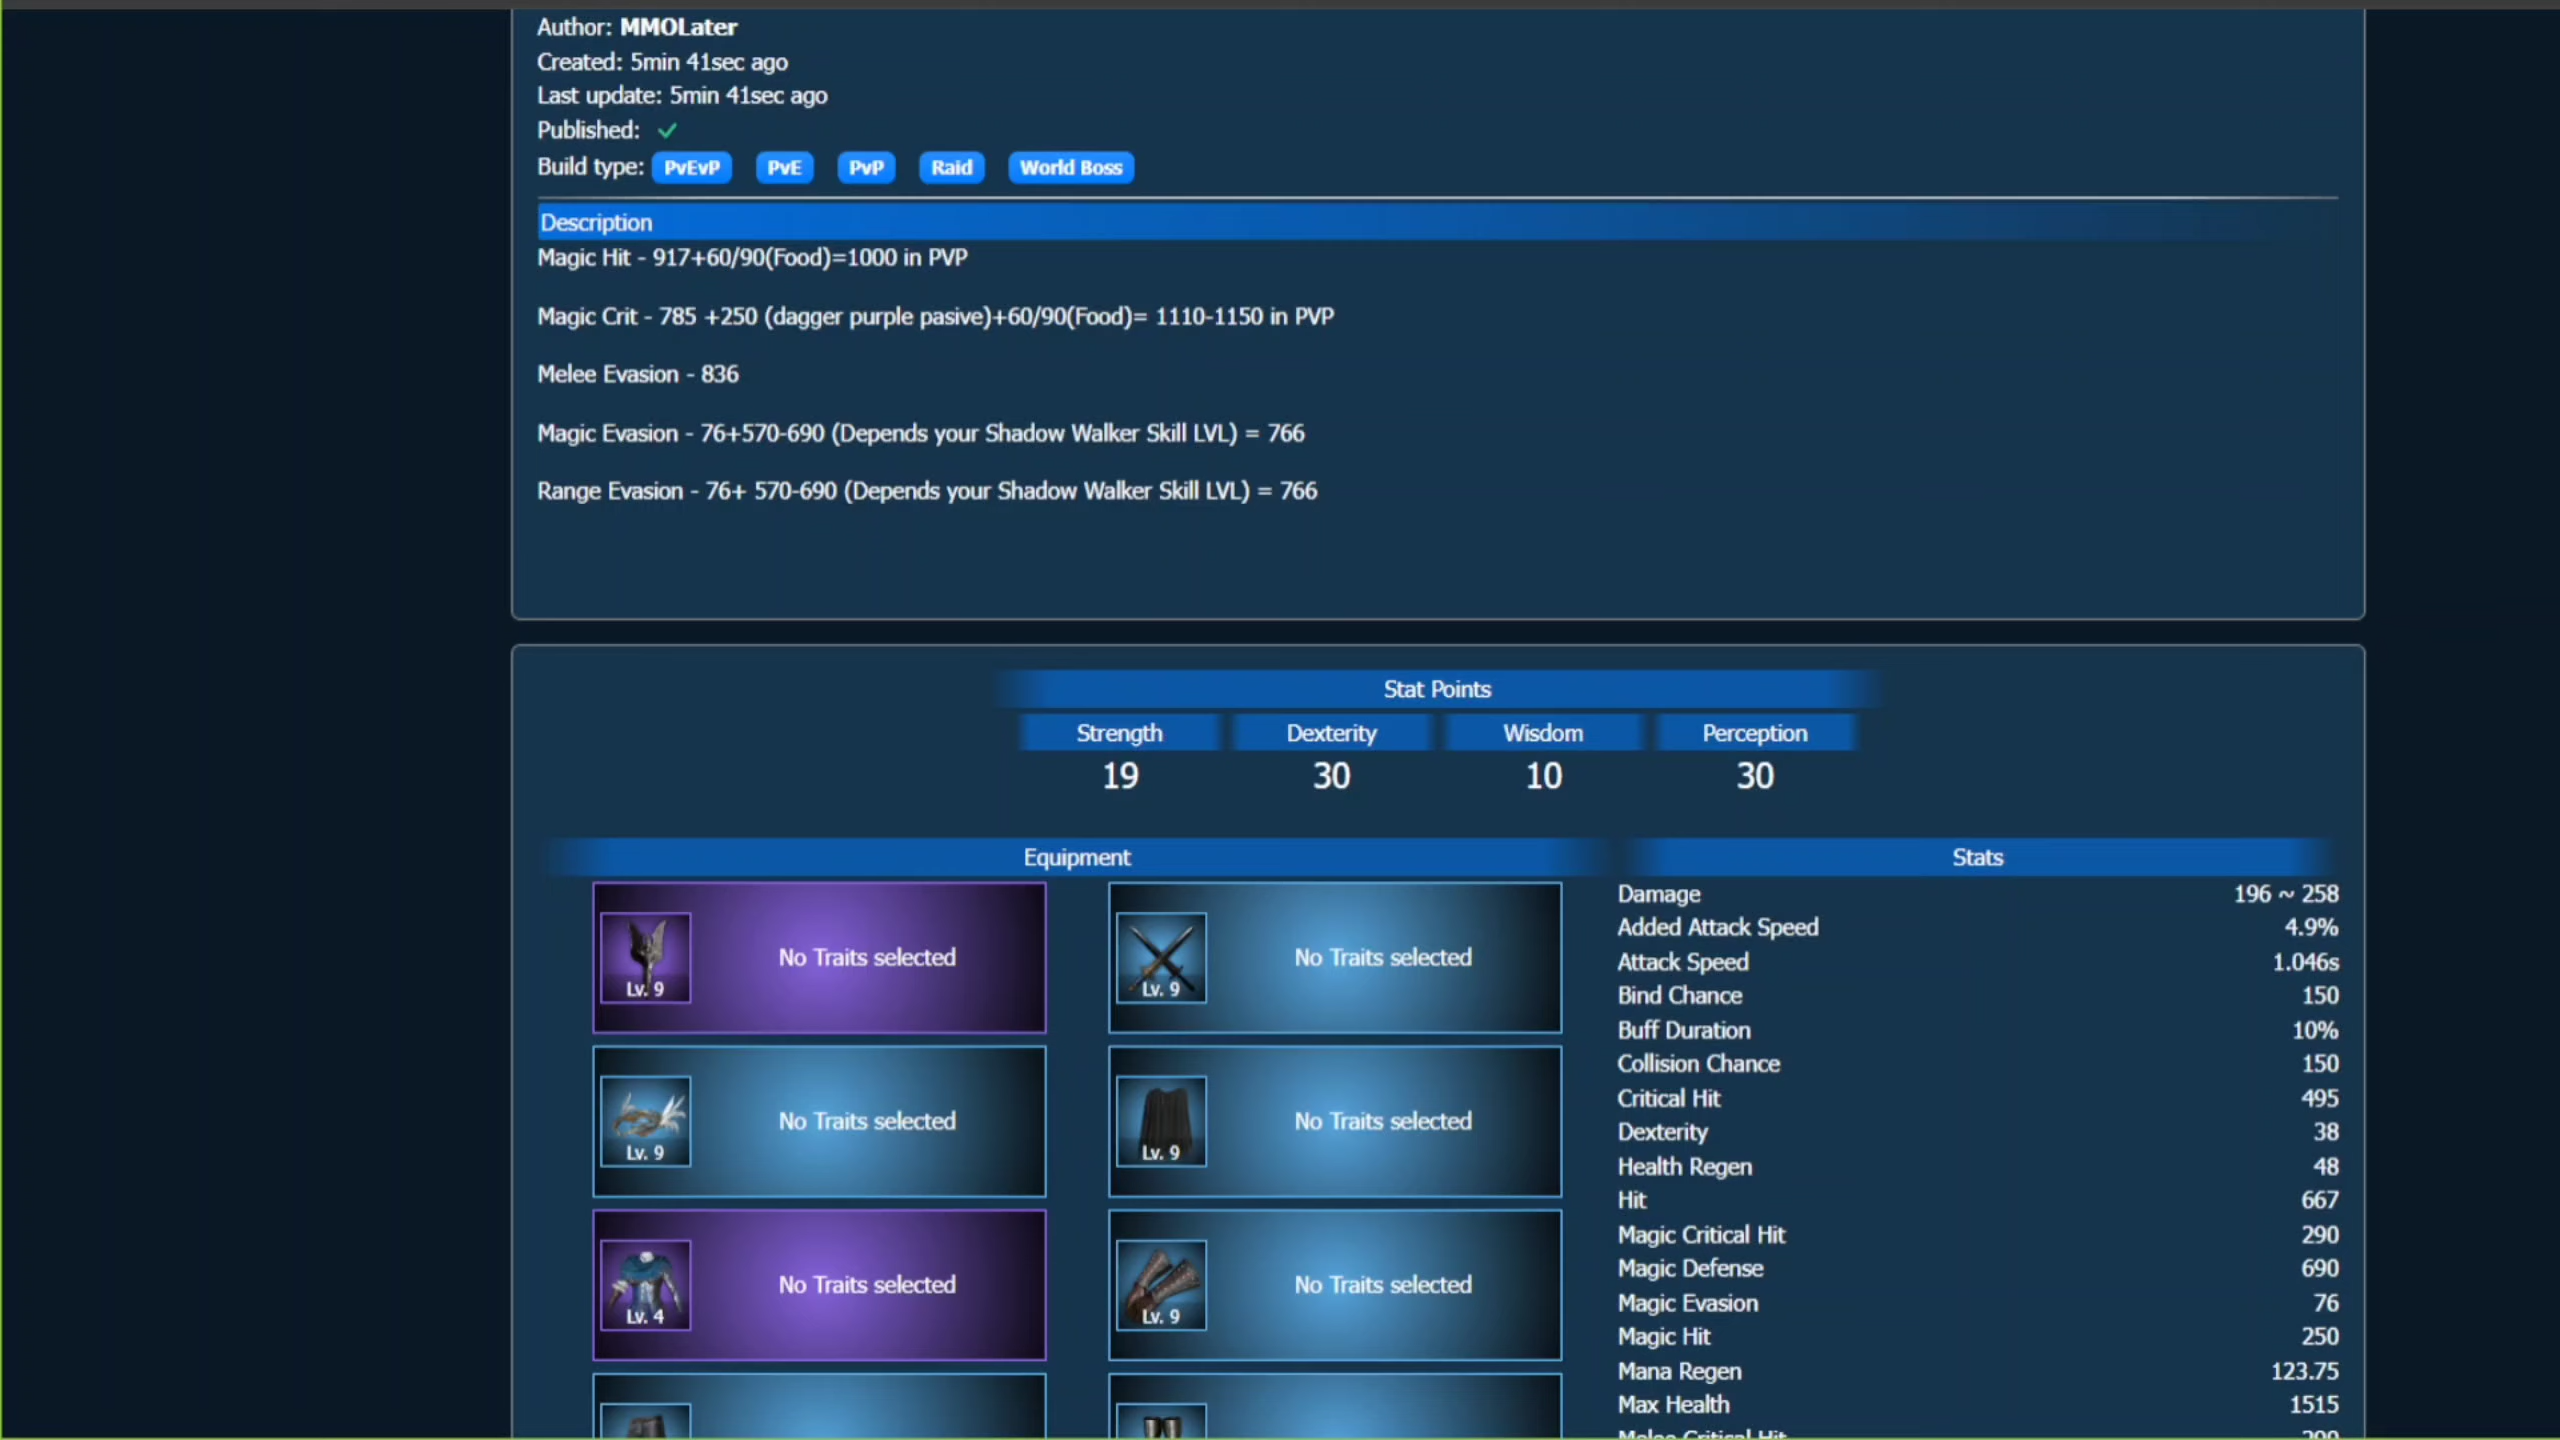 Author: MMOLater
Created: 5min 41sec ago
Last update: 5min 41sec ago
Published:
Build type: PvEvP PvE PvP Raid World Boss
Description
Magic Hit - 917+60/90(Food)=1000 in PVP
Magic Crit - 785 +250 (dagger purple pasive)+60/90(Food)= 1110-1150 in PVP
Melee Evasion - 836
Magic Evasion - 76+570-690 (Depends your Shadow Walker Skill LVL) = 766
Range Evasion - 76+ 570-690 (Depends your Shadow Walker Skill LVL) = 766
Stat Points
Strength Dexterity Wisdom Perception
19 30 10 30
Equipment
Lv. 9 No Traits selected
Lv. 9 No Traits selected
Lv. 9 No Traits selected
Lv. 9 No Traits selected
Lv. 4 No Traits selected
Lv. 9 No Traits selected
Stats
Damage 196 ~ 258
Added Attack Speed 4.9%
Attack Speed 1.046s
Bind Chance 150
Buff Duration 10%
Collision Chance 150
Critical Hit 495
Dexterity 38
Health Regen 48
Hit 667
Magic Critical Hit 290
Magic Defense 690
Magic Evasion 76
Magic Hit 250
Mana Regen 123.75
Max Health 1515
Melee Critical Hit 290